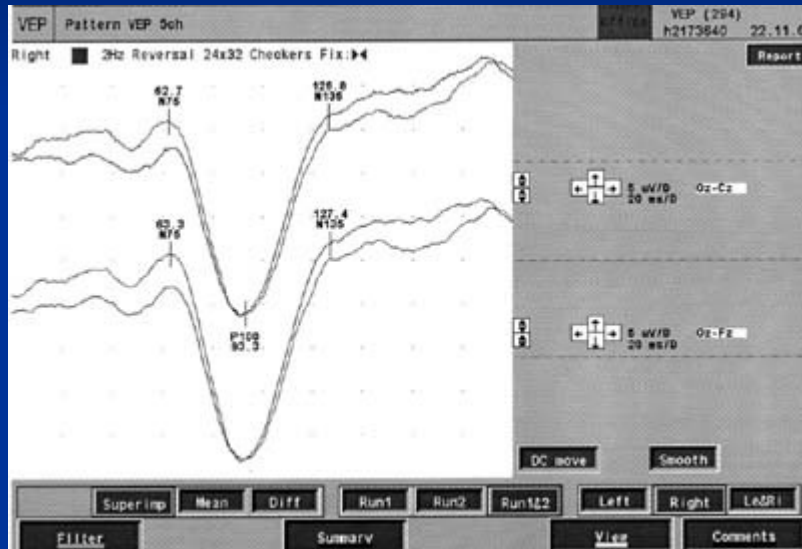 VEP Pattern VEP 5ch
VEP (294)
h2173640 22.11.0
Right 2Hz Reversal 24x32 Checkers Fix:
Report
62.7
N75
126.8
N135
5 uV/D Oz-Cz
20 ms/D
63.3
N75
127.4
N135
P100
93.3
5 uV/D Oz-Fz
20 ms/D
DC move Smooth
Superimp Mean Diff Run1 Run2 Run1&2 Left Right Le&Ri
Filter Summary View Comments